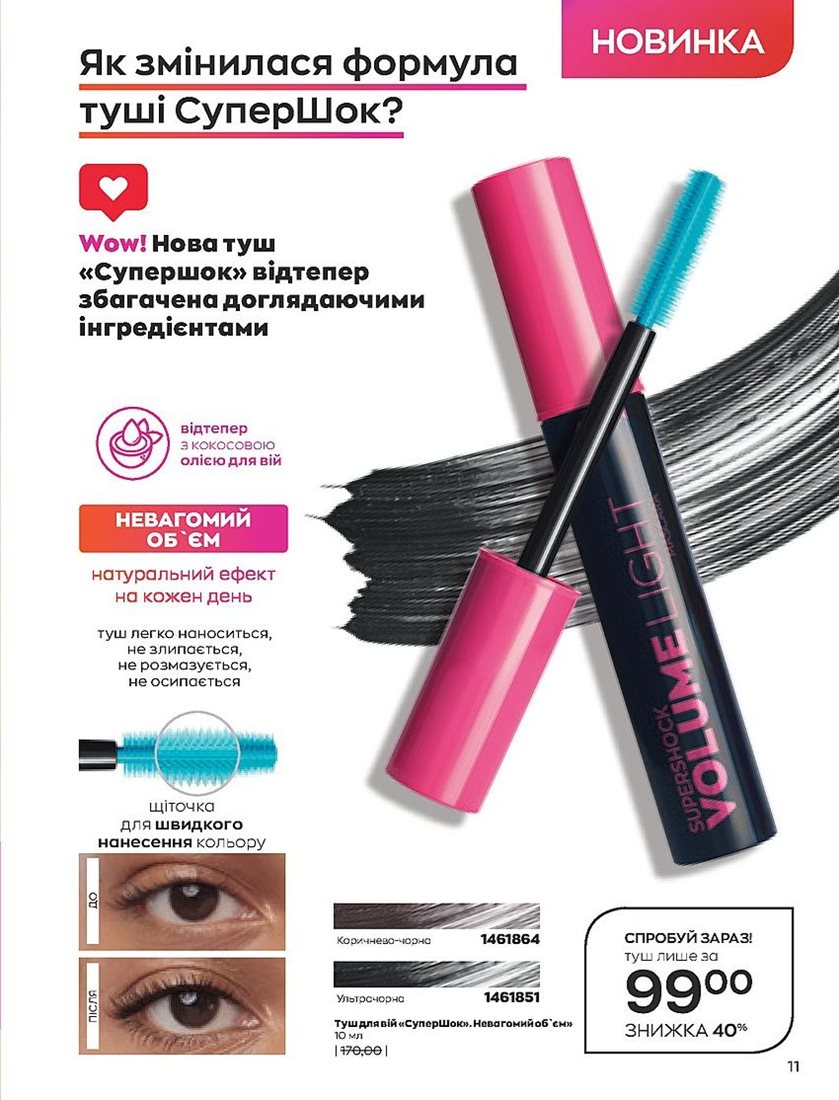 НОВИНКА
Як змінилася формула
туші СуперШок?
Wow! Нова туш
«Супершок» відтепер
збагачена доглядаючими
інгредієнтами
відтепер
з кокосовою
олією для вій
НЕВАГОМИЙ
ОБ`ЄМ
натуральний ефект
на кожен день
туш легко наноситься,
не злипається,
не розмазується,
не осипається
щіточка
для швидкого
нанесення кольору
ДО
ПІСЛЯ
SUPERSHOCK
VOLUME LIGHT
MASCARA
Коричнево-чорна 1461864
Ультрачорна 1461851
Туш для вій «СуперШок». Невагомий об`єм»
10 мл
| 170,00 |
СПРОБУЙ ЗАРАЗ!
туш лише за
9900
ЗНИЖКА 40%
11